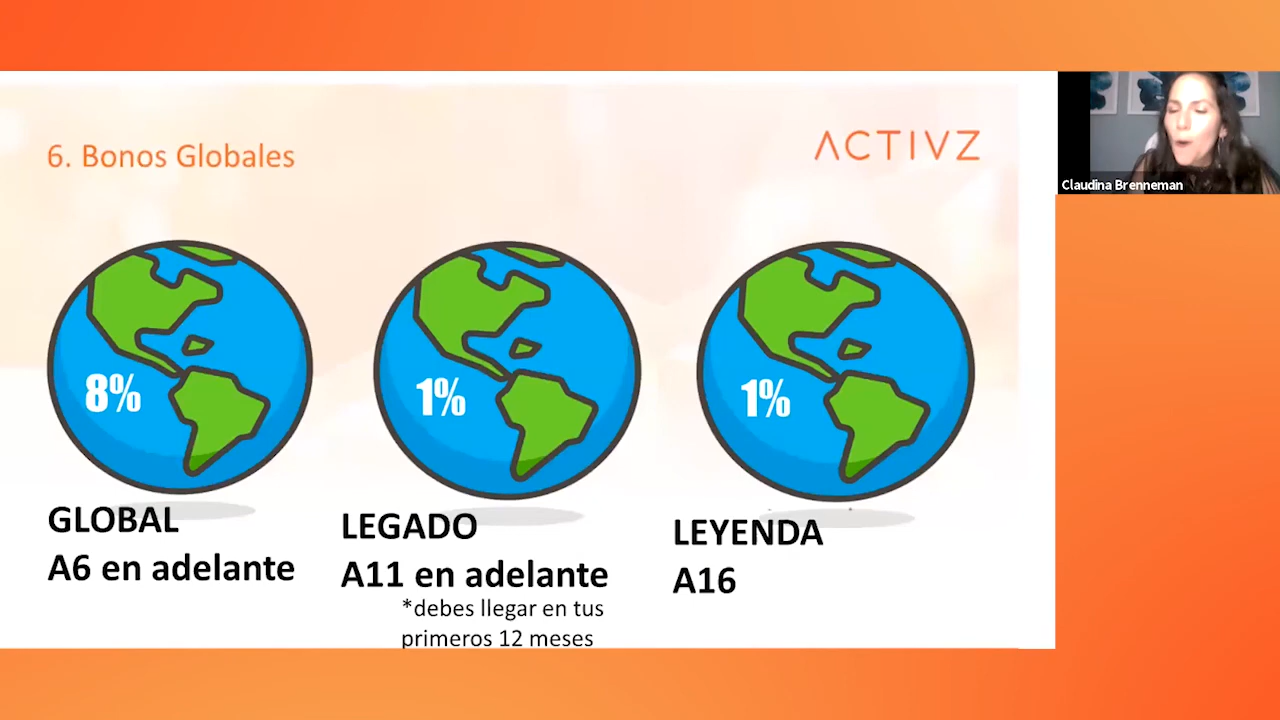 6. Bonos Globales
ACTIVZ
Claudina Brenneman
8%
1%
1%
GLOBAL
A6 en adelante
LEGADO
A11 en adelante
*debes llegar en tus
primeros 12 meses
LEYENDA
A16